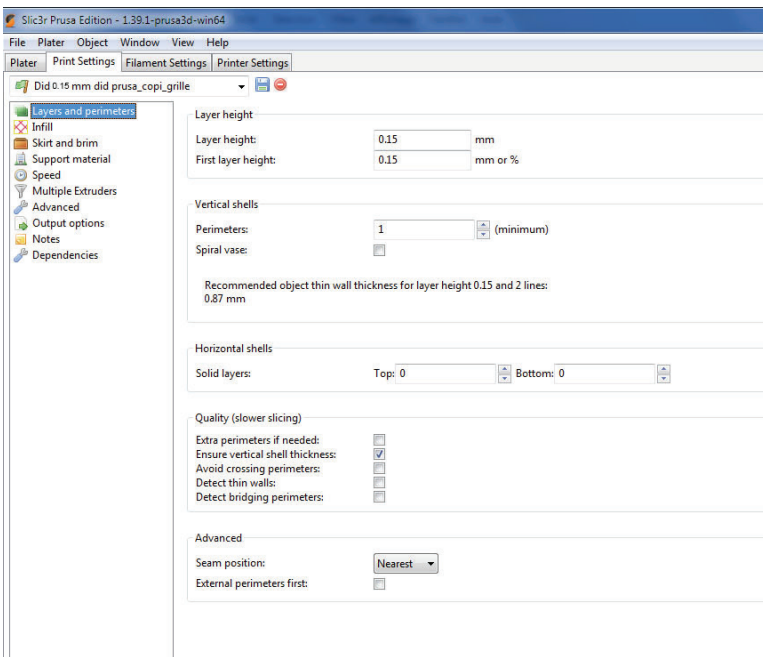 Slic3r Prusa Edition - 1.39.1-prusa3d-win64
File Plater Object Window View Help
Plater Print Settings Filament Settings Printer Settings
Did 0.15 mm did prusa_copi_grille
Layers and perimeters
Infill
Skirt and brim
Support material
Speed
Multiple Extruders
Advanced
Output options
Notes
Dependencies
Layer height
Layer height: 0.15 mm
First layer height: 0.15 mm or %
Vertical shells
Perimeters: 1 (minimum)
Spiral vase:
Recommended object thin wall thickness for layer height 0.15 and 2 lines:
0.87 mm
Horizontal shells
Solid layers: Top: 0 Bottom: 0
Quality (slower slicing)
Extra perimeters if needed:
Ensure vertical shell thickness:
Avoid crossing perimeters:
Detect thin walls:
Detect bridging perimeters:
Advanced
Seam position: Nearest
External perimeters first: